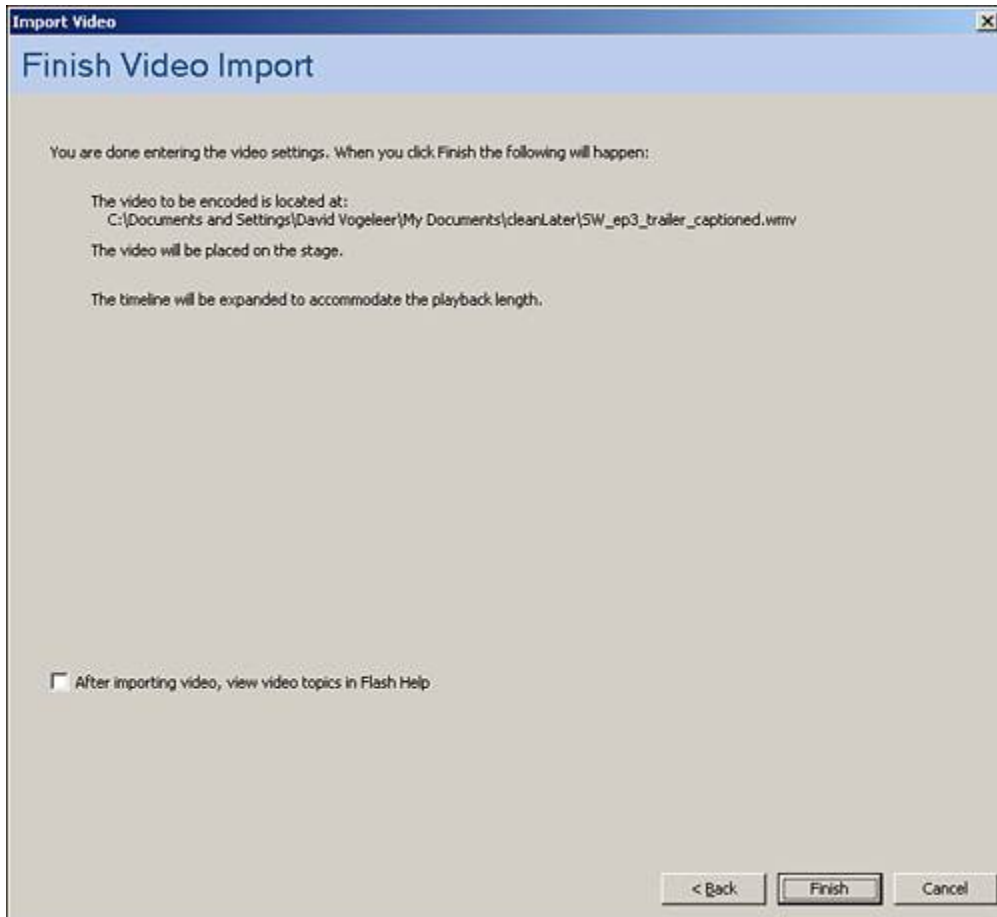 Import Video
Finish Video Import
You are done entering the video settings. When you click Finish the following will happen:
The video to be encoded is located at:
C:\Documents and Settings\David Vogeleer\My Documents\cleanLater\SW_ep3_trailer_captioned.wmv
The video will be placed on the stage.
The timeline will be expanded to accommodate the playback length.
After importing video, view video topics in Flash Help
< Back Finish Cancel